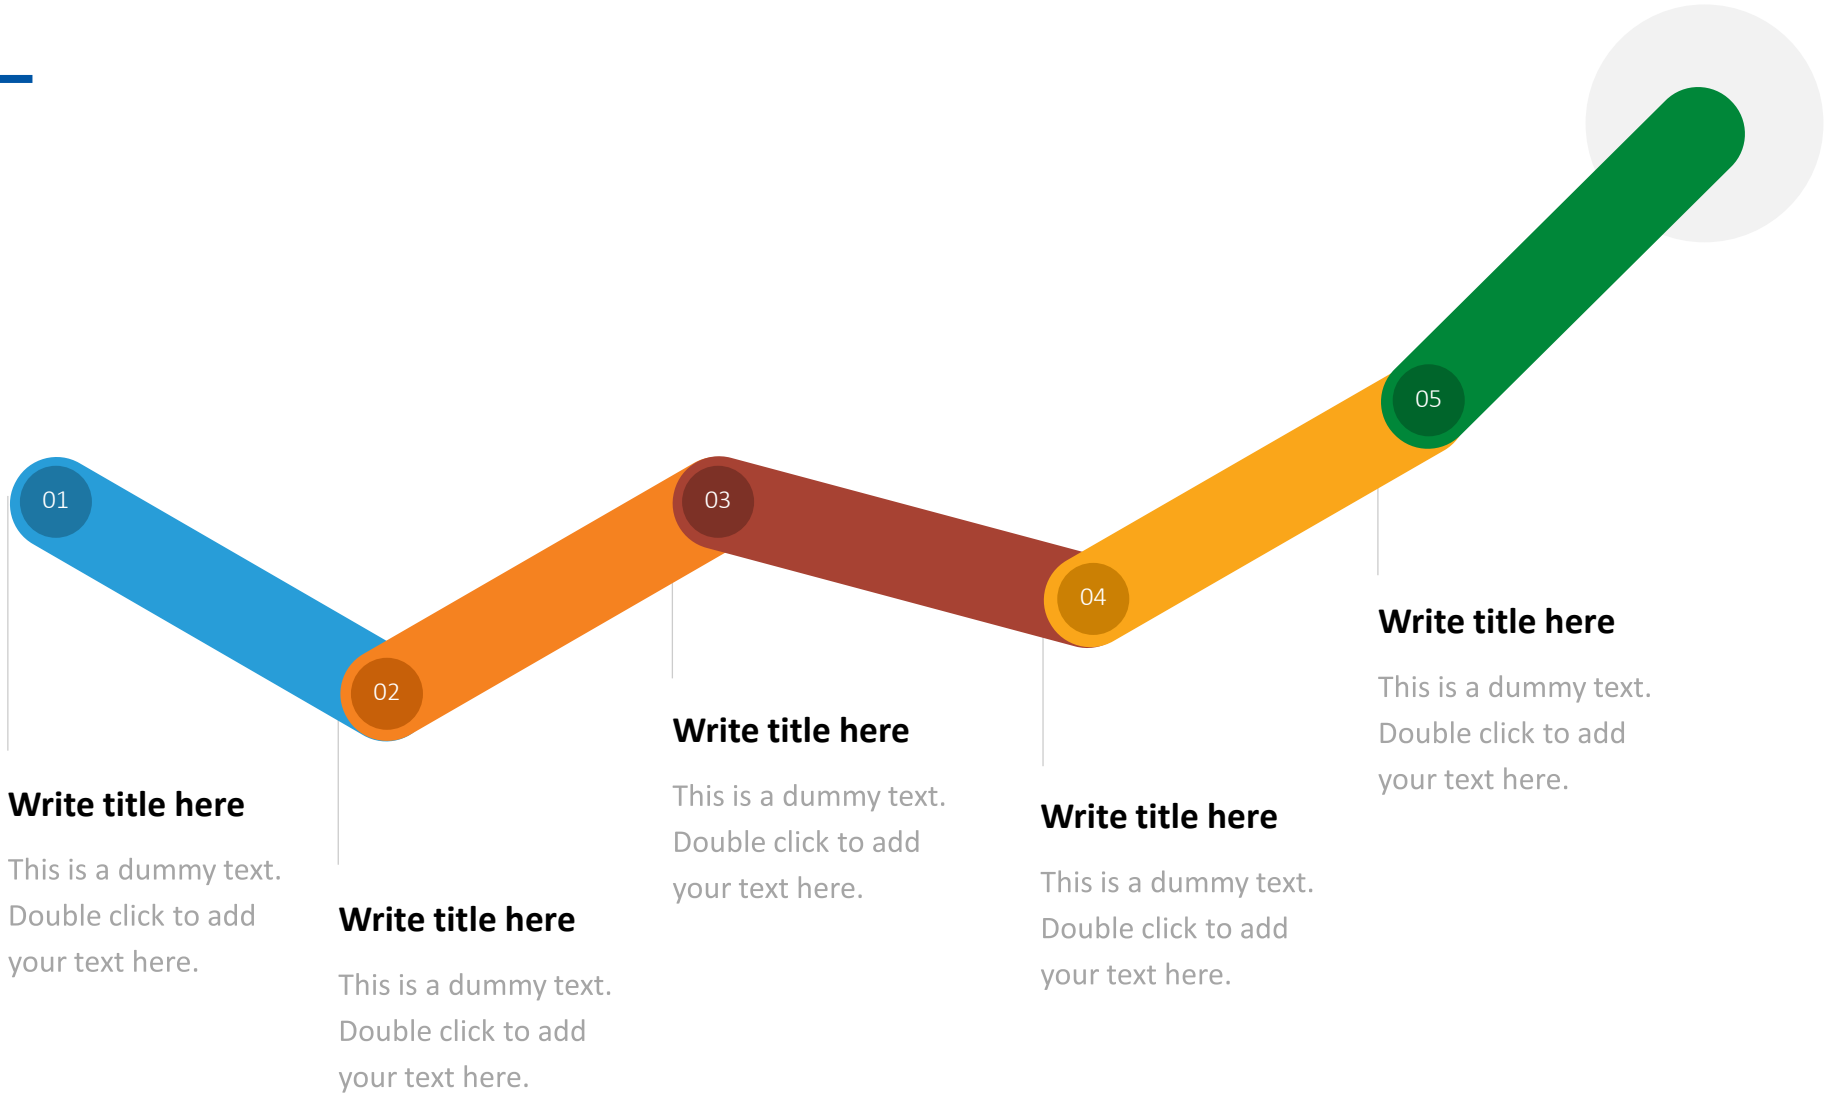 01
Write title here
This is a dummy text.
Double click to add
your text here.
02
Write title here
This is a dummy text.
Double click to add
your text here.
03
Write title here
This is a dummy text.
Double click to add
your text here.
04
Write title here
This is a dummy text.
Double click to add
your text here.
05
Write title here
This is a dummy text.
Double click to add
your text here.